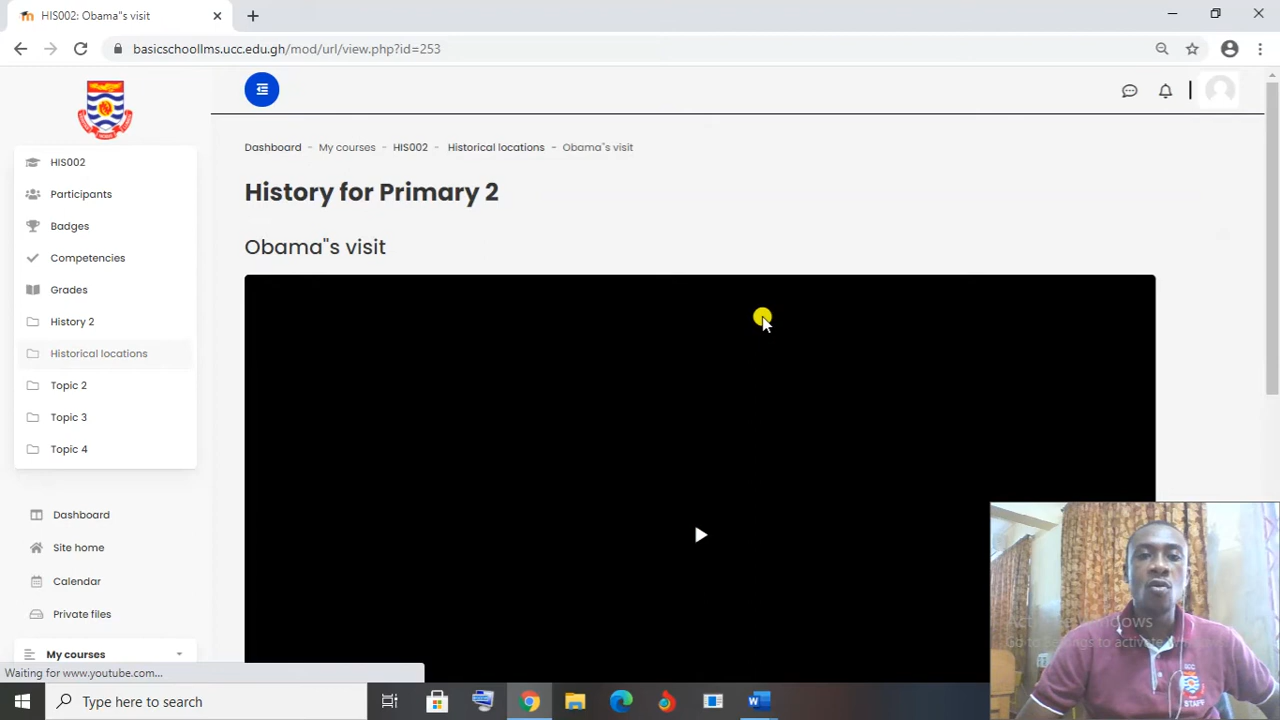 HIS002: Obama"s visit
basicschoollms.ucc.edu.gh/mod/url/view.php?id=253
HIS002
Participants
Badges
Competencies
Grades
History 2
Historical locations
Topic 2
Topic 3
Topic 4
Dashboard
Site home
Calendar
Private files
My courses
Dashboard - My courses - HIS002 - Historical locations - Obama"s visit
History for Primary 2
Obama"s visit
Waiting for www.youtube.com...
Type here to search
UCC
STAFF